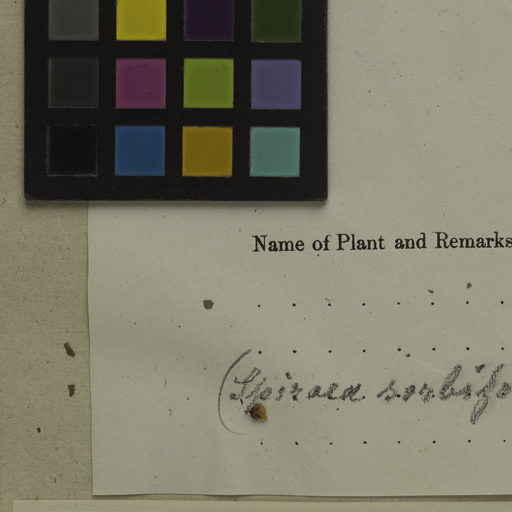 Name of Plant and Remarks
(Spiraea sorbifo